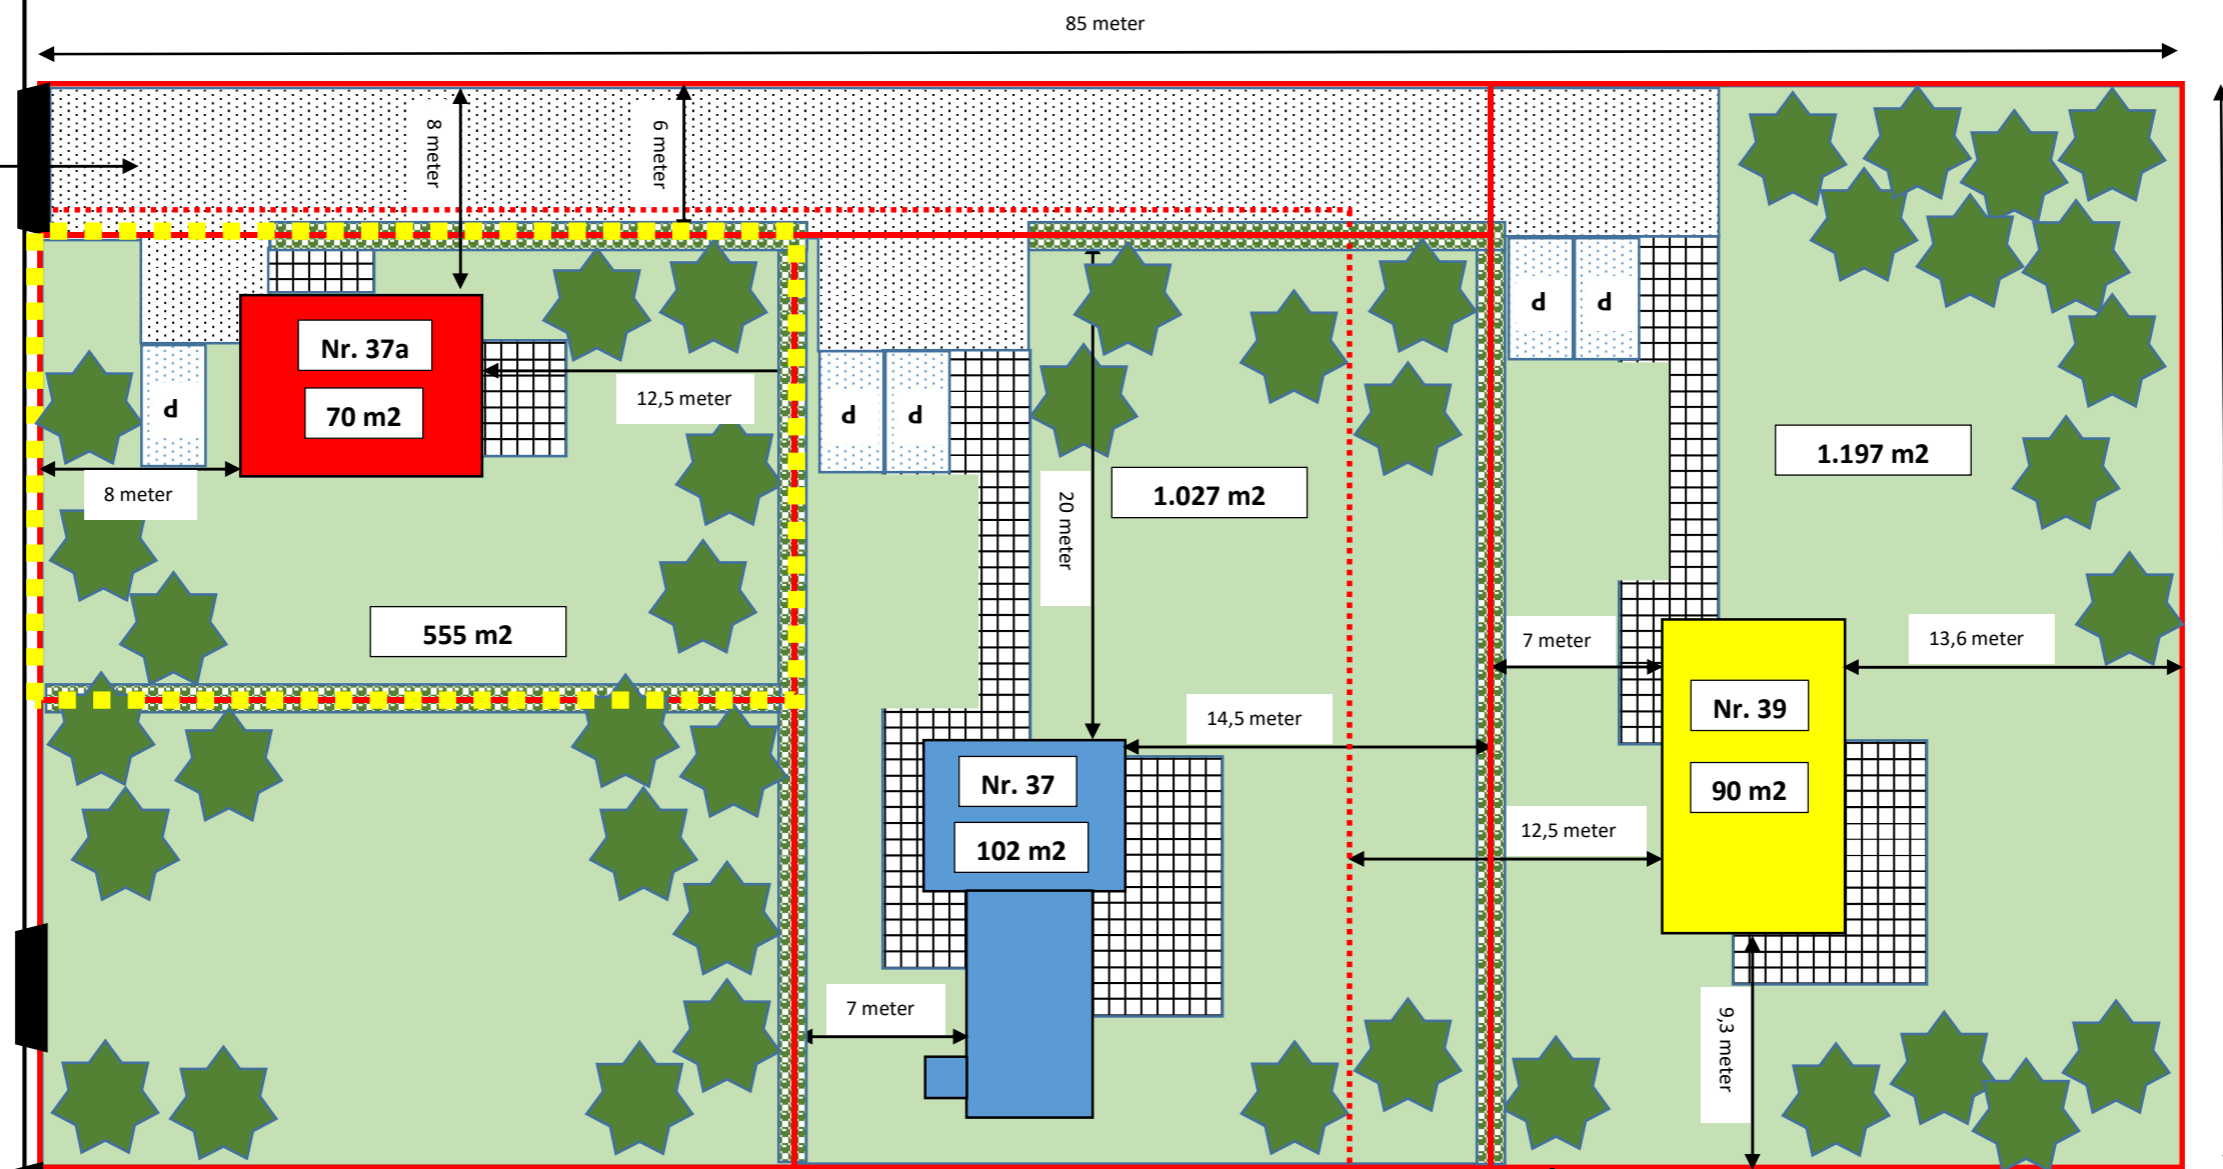 85 meter
8 meter
6 meter
Nr. 37a
70 m2
12,5 meter
P
8 meter
555 m2
P
P
20 meter
1.027 m2
P
P
1.197 m2
7 meter
13,6 meter
14,5 meter
Nr. 39
90 m2
Nr. 37
102 m2
12,5 meter
7 meter
9,3 meter